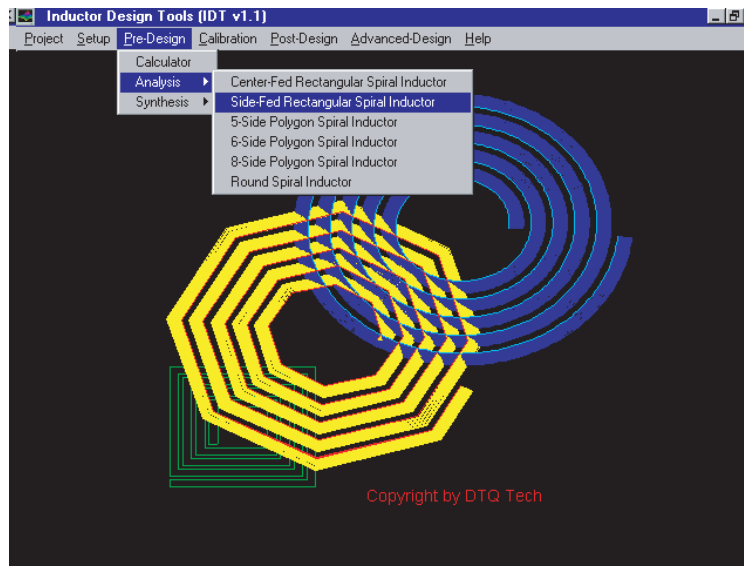 Inductor Design Tools (IDT v1.1)
Project Setup Pre-Design Calibration Post-Design Advanced-Design Help
Calculator
Analysis
Synthesis
Center-Fed Rectangular Spiral Inductor
Side-Fed Rectangular Spiral Inductor
5-Side Polygon Spiral Inductor
6-Side Polygon Spiral Inductor
8-Side Polygon Spiral Inductor
Round Spiral Inductor
Copyright by DTQ Tech